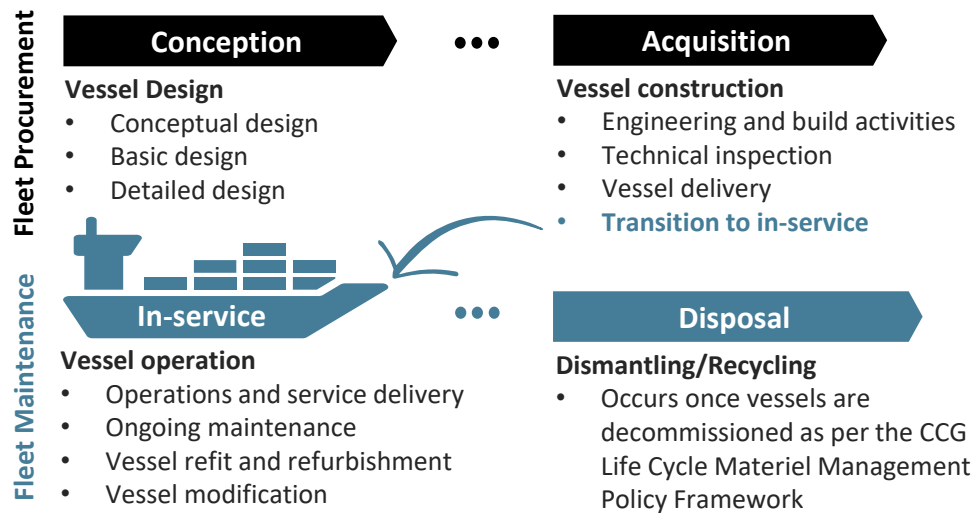 Fleet Procurement
Conception
•••
Acquisition
Vessel Design
• Conceptual design
• Basic design
• Detailed design
Vessel construction
• Engineering and build activities
• Technical inspection
• Vessel delivery
• Transition to in-service
Fleet Maintenance
In-service
•••
Disposal
Vessel operation
• Operations and service delivery
• Ongoing maintenance
• Vessel refit and refurbishment
• Vessel modification
Dismantling/Recycling
• Occurs once vessels are
decommissioned as per the CCG
Life Cycle Materiel Management
Policy Framework